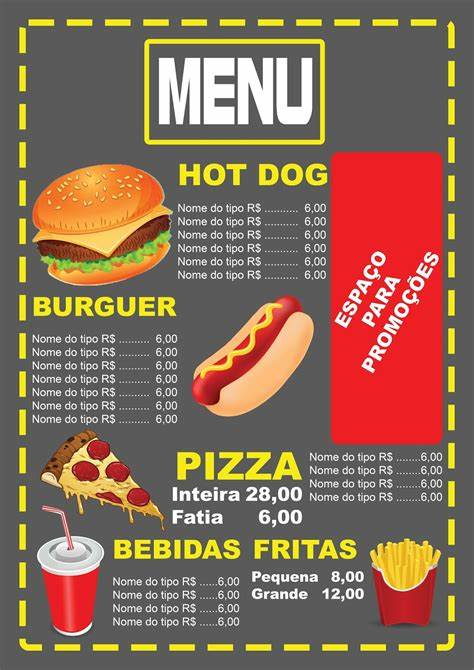 MENU
HOT DOG
Nome do tipo R$ .......... 6,00
Nome do tipo R$ .......... 6,00
Nome do tipo R$ .......... 6,00
Nome do tipo R$ .......... 6,00
Nome do tipo R$ .......... 6,00
Nome do tipo R$ .......... 6,00
ESPAÇO
PARA
PROMOÇÕES
BURGUER
Nome do tipo R$ ......... 6,00
Nome do tipo R$ ......... 6,00
Nome do tipo R$ ......... 6,00
Nome do tipo R$ ......... 6,00
Nome do tipo R$ ......... 6,00
Nome do tipo R$ ......... 6,00
Nome do tipo R$ ......... 6,00
PIZZA
Inteira 28,00
Fatia 6,00
Nome do tipo R$ .....6,00
Nome do tipo R$ .....6,00
Nome do tipo R$ .....6,00
Nome do tipo R$ .....6,00
BEBIDAS
Nome do tipo R$ ......6,00
Nome do tipo R$ ......6,00
Nome do tipo R$ ......6,00
Nome do tipo R$ ......6,00
Nome do tipo R$ ......6,00
FRITAS
Pequena 8,00
Grande 12,00